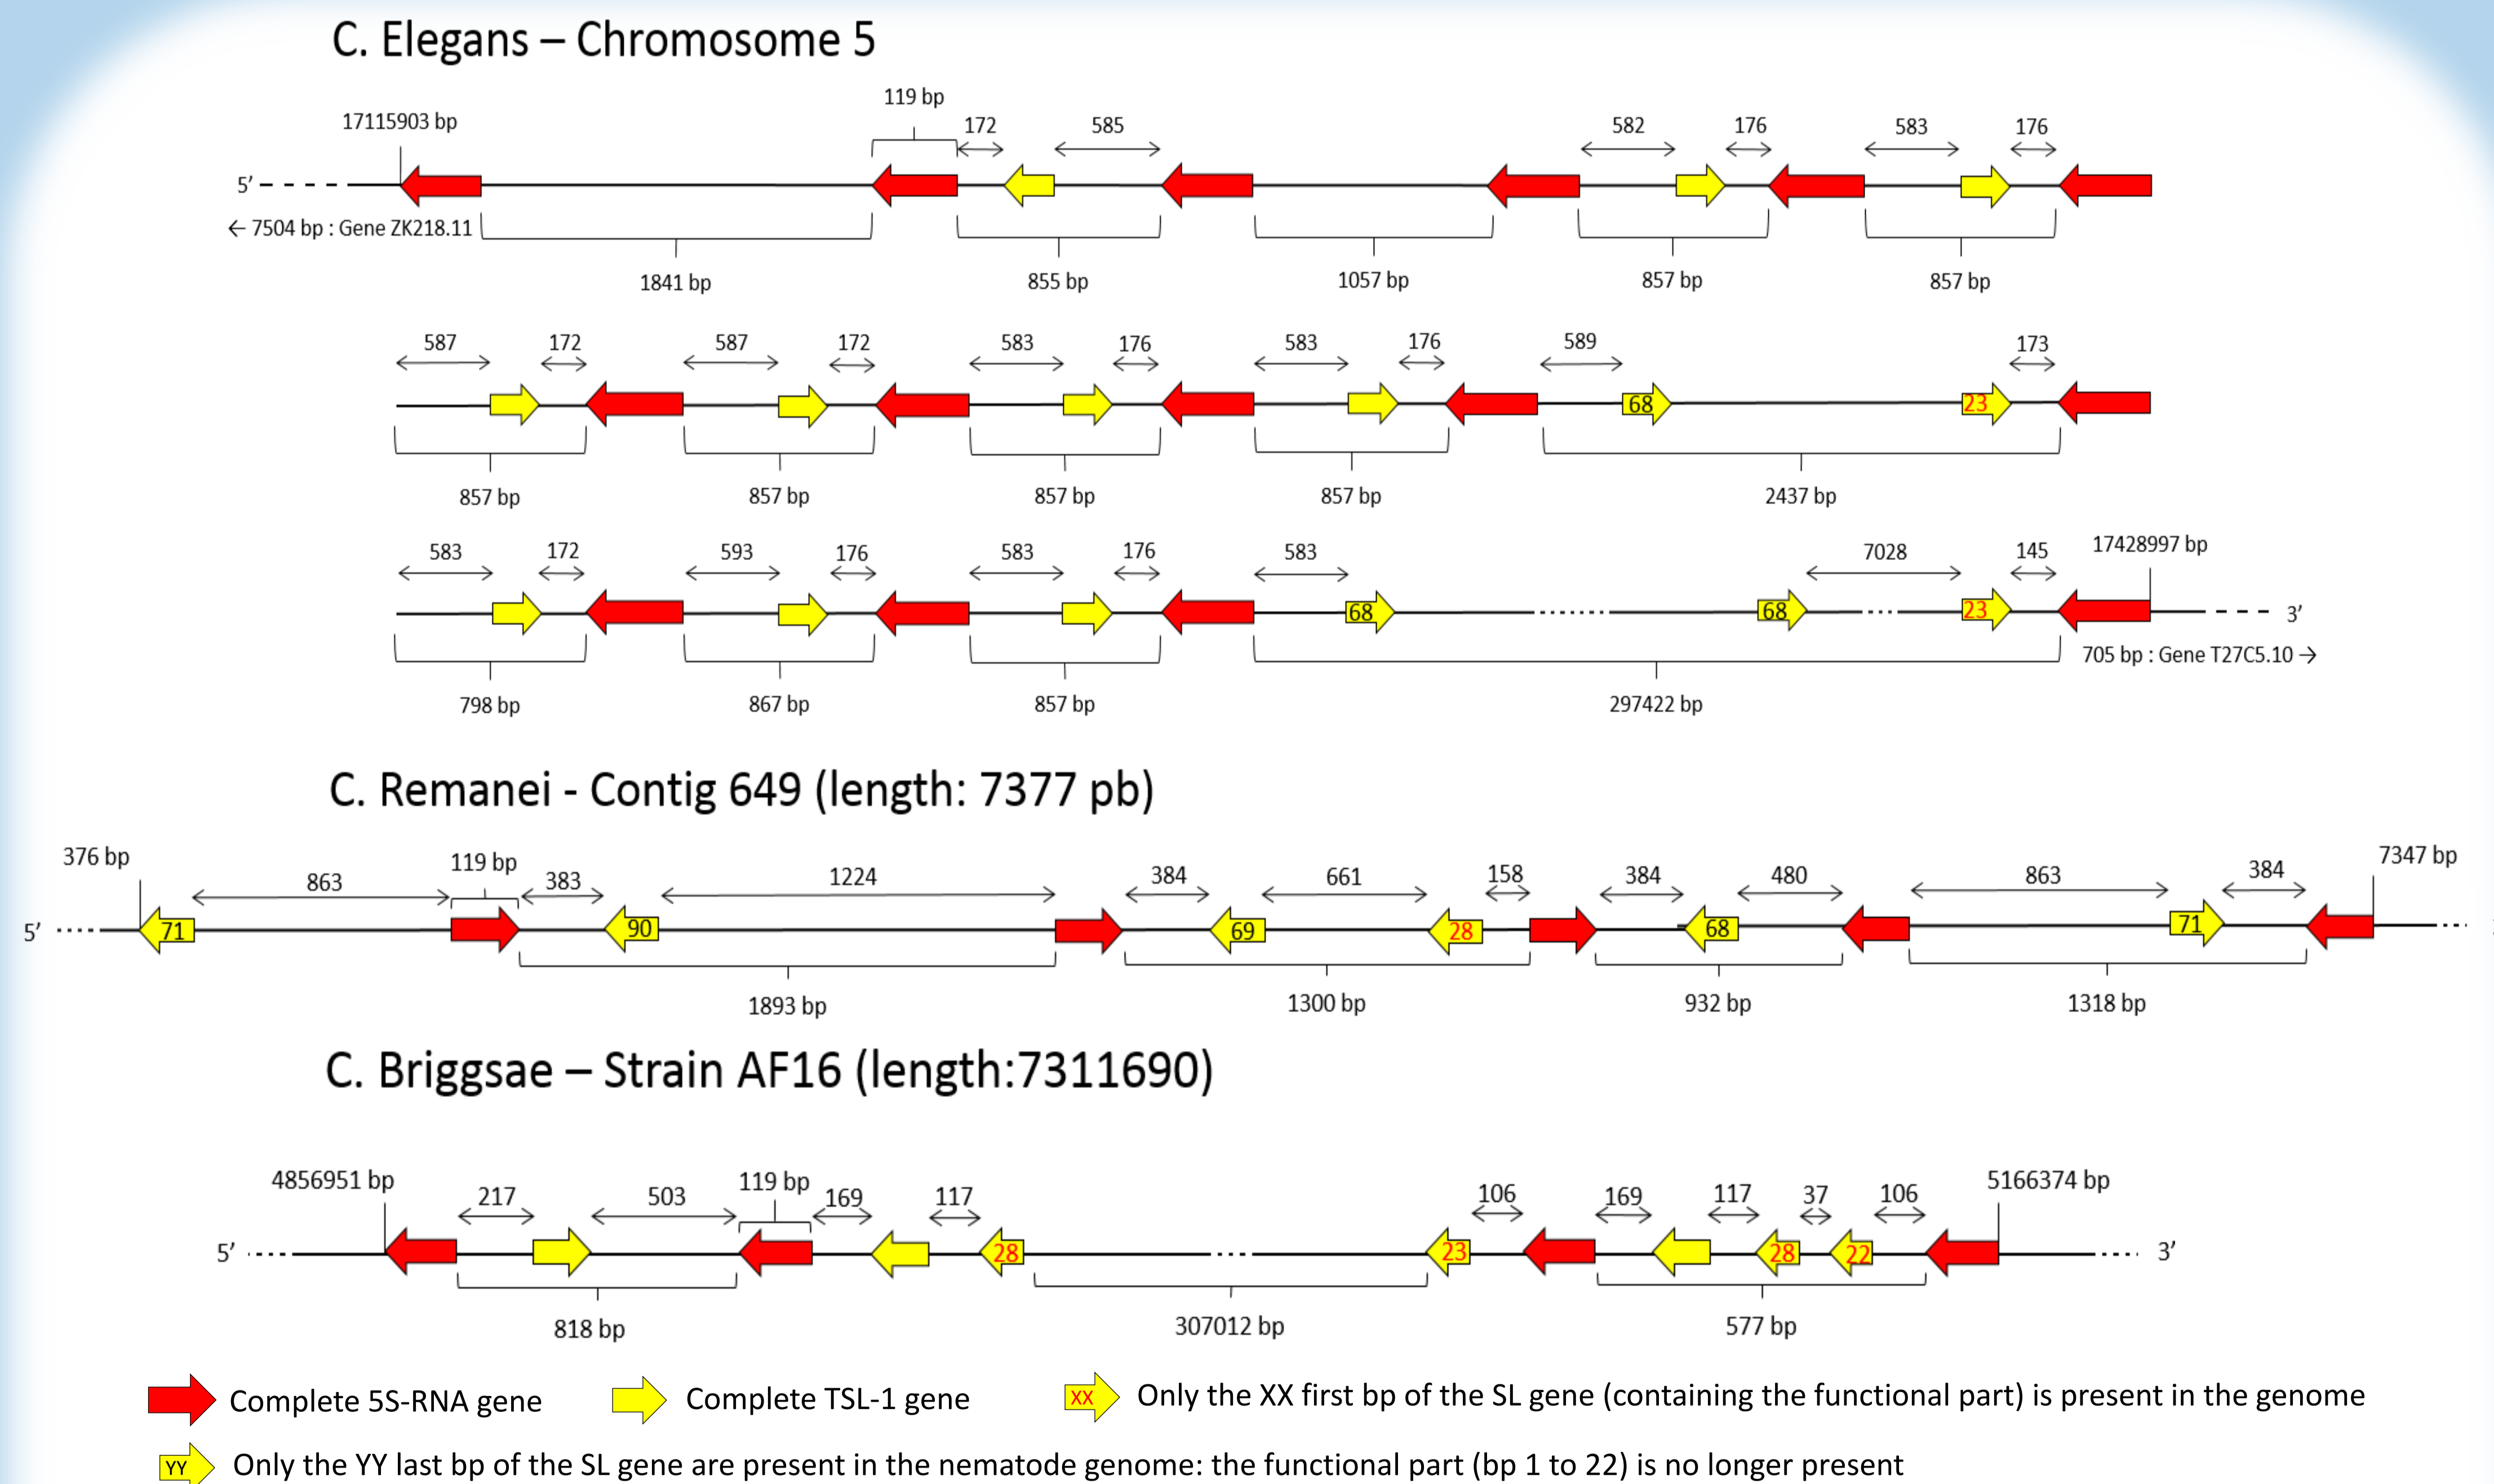 C. Elegans – Chromosome 5
119 bp
17115903 bp
172 585 582 176 583 176
5’
← 7504 bp : Gene ZK218.11
1841 bp 855 bp 1057 bp 857 bp 857 bp
587 172 587 172 583 176 583 176 589 173
68 23
857 bp 857 bp 857 bp 857 bp 2437 bp
583 172 593 176 583 176 583 7028 145 17428997 bp
68 68 23 3’
705 bp : Gene T27C5.10 →
798 bp 867 bp 857 bp 297422 bp
C. Remanei - Contig 649 (length: 7377 pb)
376 bp 119 bp 7347 bp
863 383 1224 384 661 158 384 480 863 384
5’ 71 90 69 28 68 71
1893 bp 1300 bp 932 bp 1318 bp
C. Briggsae – Strain AF16 (length:7311690)
4856951 bp 119 bp 5166374 bp
217 503 169 117 106 169 117 37 106
5’ 28 23 28 22 3’
818 bp 307012 bp 577 bp
Complete 5S-RNA gene
Complete TSL-1 gene
XX Only the XX first bp of the SL gene (containing the functional part) is present in the genome
YY Only the YY last bp of the SL gene are present in the nematode genome: the functional part (bp 1 to 22) is no longer present